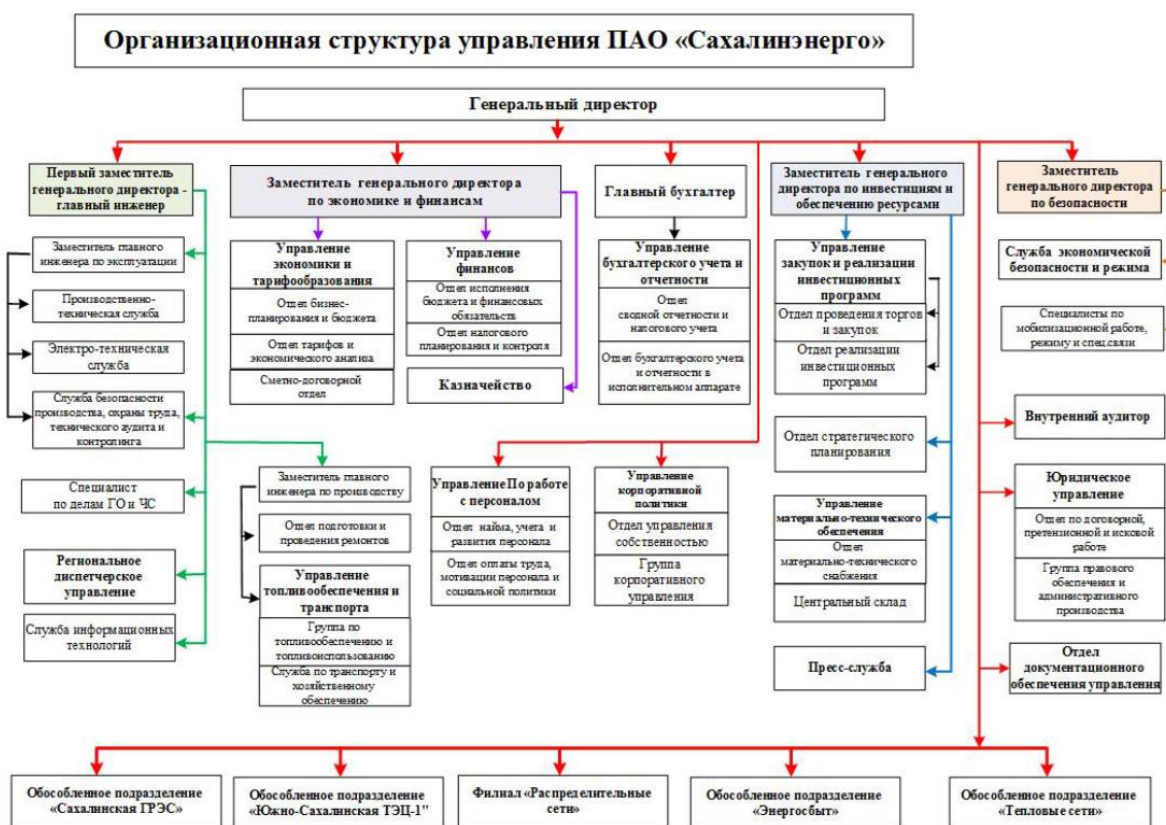 Организационная структура управления ПАО «Сахалинэнерго»
Генеральный директор
Первый заместитель
генерального директора -
главный инженер
Заместитель главного
инженера по эксплуатации
Производственно-
техническая служба
Электро-техническая
служба
Служба безопасности
производства, охраны труда,
технического аудита и
контролинга
Специалист
по делам ГО и ЧС
Региональное
диспетчерское
управление
Служба информационных
технологий
Заместитель главного
инженера по производству
Отдел подготовки и
проведения ремонтов
Управление
топливообеспечения и
транспорта
Группа по
топливообеспечению и
топливоиспользованию
Служба по транспорту и
хозяйственному
обеспечению
Заместитель генерального директора
по экономике и финансам
Управление
экономики и
тарифообразования
Отдел бизнес-
планирования и бюджета
Отдел тарифов и
экономического анализа
Сметно-договорной
отдел
Управление
финансов
Отдел исполнения
бюджета и финансовых
обязательств
Отдел налогового
планирования и контроля
Казначейство
Главный бухгалтер
Управление
бухгалтерского учета и
отчетности
Отдел
сводной отчетности и
налогового учета
Отдел бухгалтерского учета
и отчетности в
исполнительном аппарате
Управление По работе
с персоналом
Отдел найма, учета и
развития персонала
Отдел оплаты труда,
мотивации персонала и
социальной политики
Управление
корпоративной
политики
Отдел управления
собственностью
Группа
корпоративного
управления
Заместитель генерального
директора по инвестициям и
обеспечению ресурсами
Управление
закупок и реализации
инвестиционных
программ
Отдел проведения торгов
и закупок
Отдел реализации
инвестиционных
программ
Отдел стратегического
планирования
Управление
материально-технического
обеспечения
Отдел
материально-технического
снабжения
Центральный склад
Пресс-служба
Заместитель
генерального директора
по безопасности
Служба экономической
безопасности и режима
Специалисты по
мобилизационной работе,
режиму и спец.связи
Внутренний аудитор
Юридическое
управление
Отдел по договорной,
претензионной и исковой
работе
Группа правового
обеспечения и
административного
производства
Отдел
документационного
обеспечения управления
Обособленное подразделение
«Сахалинская ГРЭС»
Обособленное подразделение
«Южно-Сахалинская ТЭЦ-1"
Филиал «Распределительные
сети»
Обособленное подразделение
«Энергосбыт»
Обособленное подразделение
«Тепловые сети»